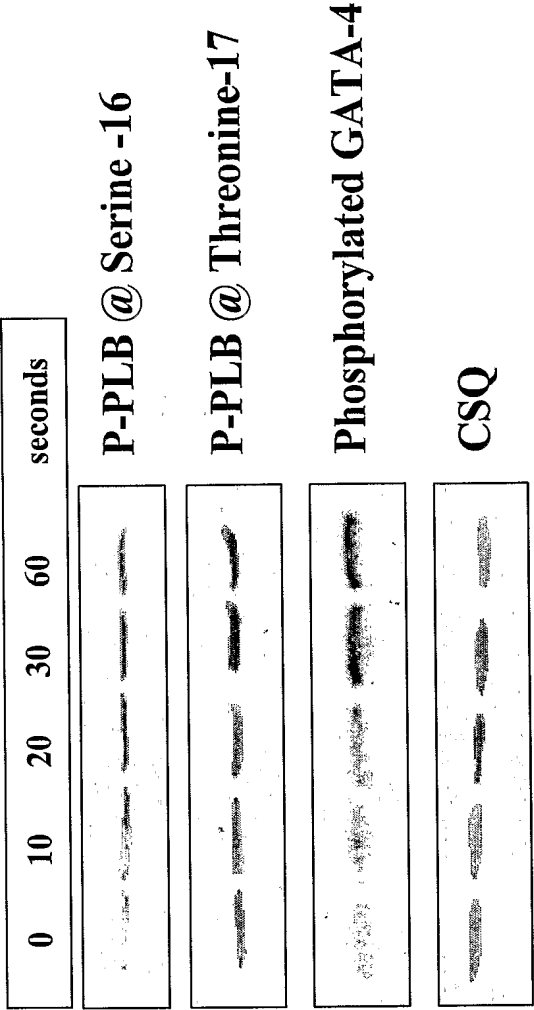 0 10 20 30 60 seconds
P-PLB @ Serine -16
P-PLB @ Threonine-17
Phosphorylated GATA-4
CSQ